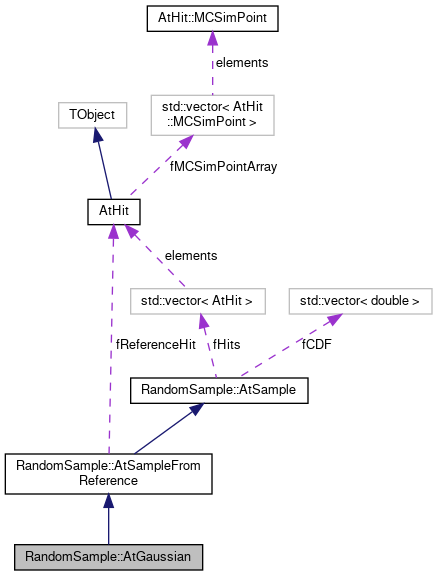 AtHit::MCSimPoint
elements
std::vector< AtHit
::MCSimPoint >
TObject
fMCSimPointArray
AtHit
elements
std::vector< AtHit >
std::vector< double >
fReferenceHit
fHits
fCDF
RandomSample::AtSample
RandomSample::AtSampleFrom
Reference
RandomSample::AtGaussian